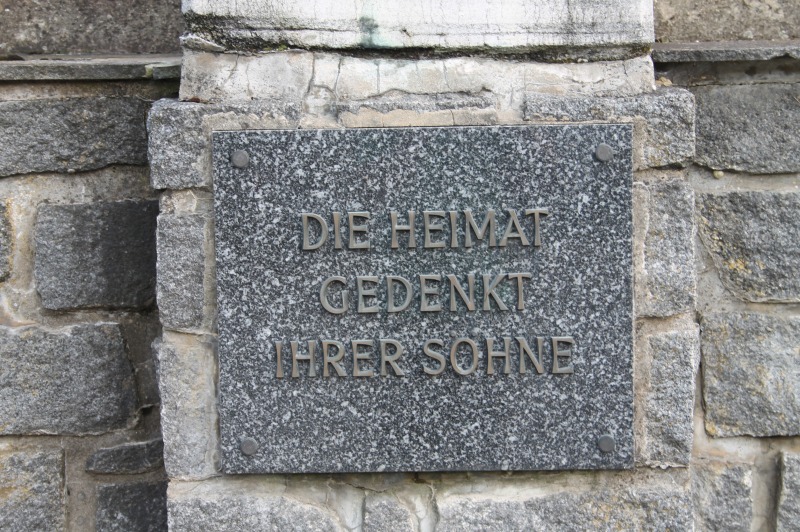 DIE HEIMAT
GEDENKT
IHRER SOHNE